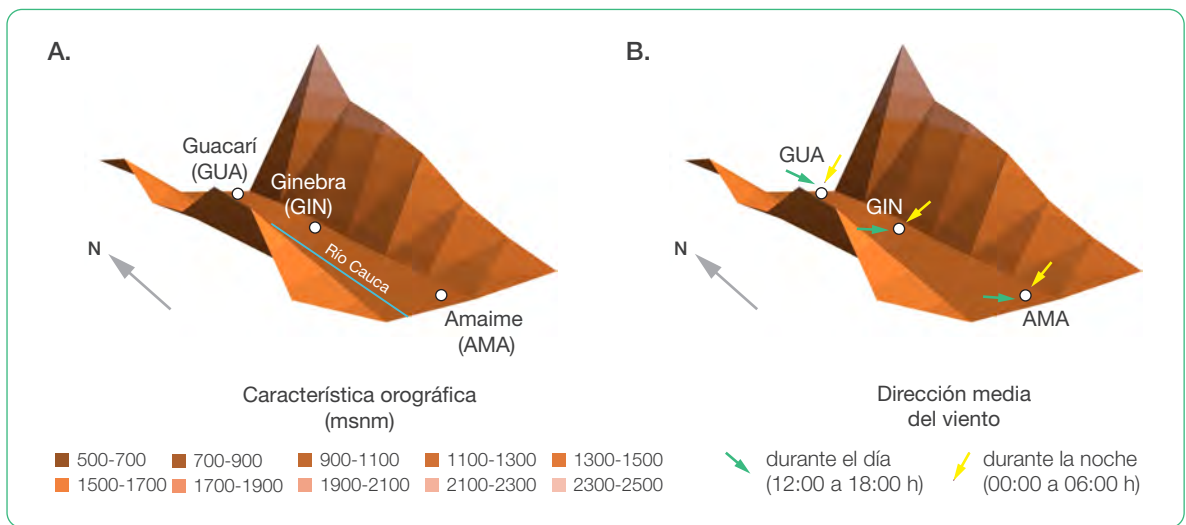 A.
Guacarí
(GUA)
Ginebra
(GIN)
Río Cauca
N
Amaime
(AMA)
Característica orográfica
(msnm)
500-700 700-900 900-1100 1100-1300 1300-1500
1500-1700 1700-1900 1900-2100 2100-2300 2300-2500
B.
GUA
GIN
N
AMA
Dirección media
del viento
durante el día
(12:00 a 18:00 h)
durante la noche
(00:00 a 06:00 h)